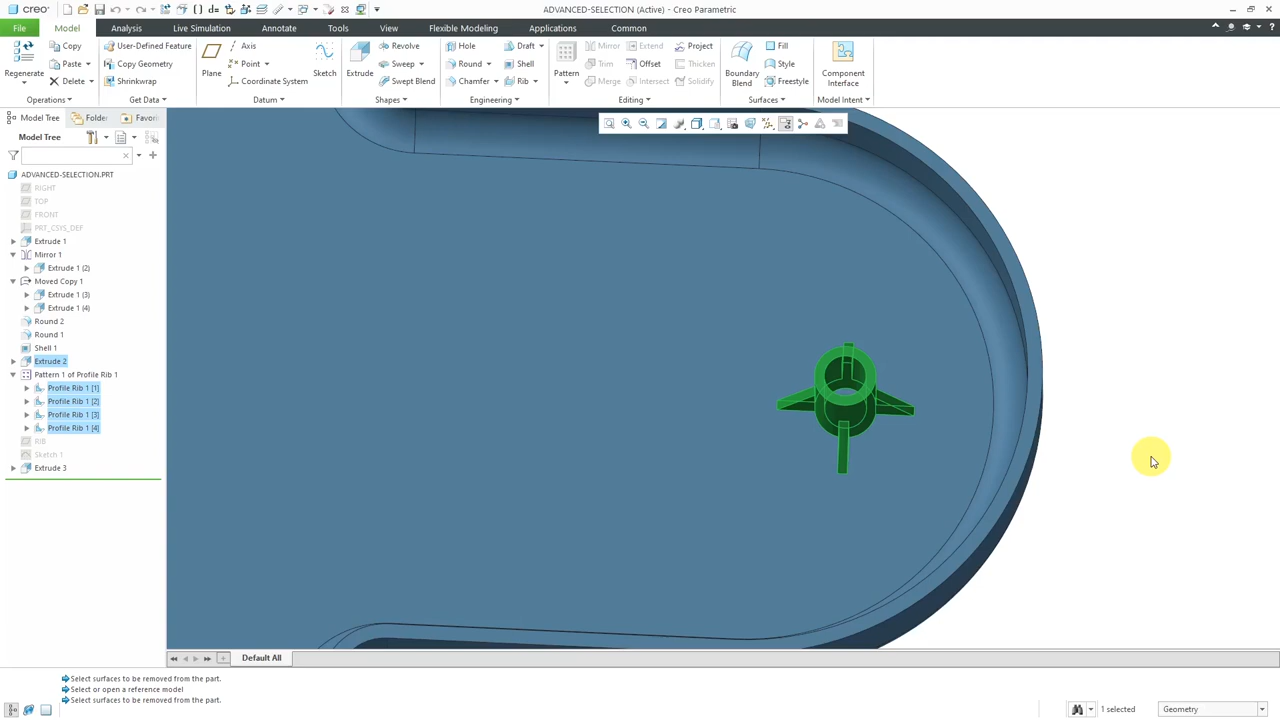 creo
ADVANCED-SELECTION (Active) - Creo Parametric
File Model Analysis Live Simulation Annotate Tools View Flexible Modeling Applications Common
Regenerate
Copy
Paste
Delete
Operations
User-Defined Feature
Copy Geometry
Shrinkwrap
Get Data
Plane
Axis
Point
Coordinate System
Sketch
Datum
Extrude
Revolve
Sweep
Swept Blend
Shapes
Hole
Round
Chamfer
Draft
Shell
Rib
Engineering
Pattern
Mirror
Trim
Merge
Extend
Offset
Intersect
Project
Thicken
Solidify
Editing
Boundary
Blend
Fill
Style
Freestyle
Surfaces
Component
Interface
Model Intent
Model Tree Folder Favori
Model Tree
ADVANCED-SELECTION.PRT
RIGHT
TOP
FRONT
PRT_CSYS_DEF
Extrude 1
Mirror 1
Extrude 1 (2)
Moved Copy 1
Extrude 1 (3)
Extrude 1 (4)
Round 2
Round 1
Shell 1
Extrude 2
Pattern 1 of Profile Rib 1
Profile Rib 1 [1]
Profile Rib 1 [2]
Profile Rib 1 [3]
Profile Rib 1 [4]
RIB
Sketch 1
Extrude 3
Default All
Select surfaces to be removed from the part.
Select or open a reference model
Select surfaces to be removed from the part.
1 selected
Geometry